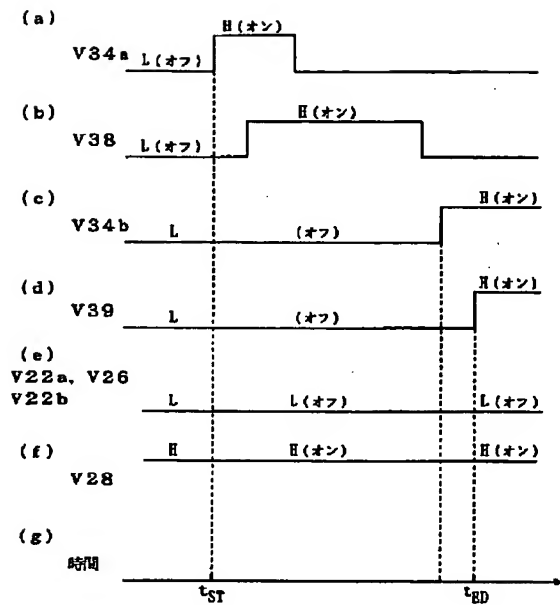 (a)
H(オン)
V34a
L(オフ)
(b)
H(オン)
V38
L(オフ)
(c)
H(オン)
V34b
L (オフ)
(d)
H(オン)
V39
L (オフ)
(e)
V22a, V26
V22b
L L(オフ) L(オフ)
(f)
H H(オン) H(オン)
V28
(g)
時間
tST tED